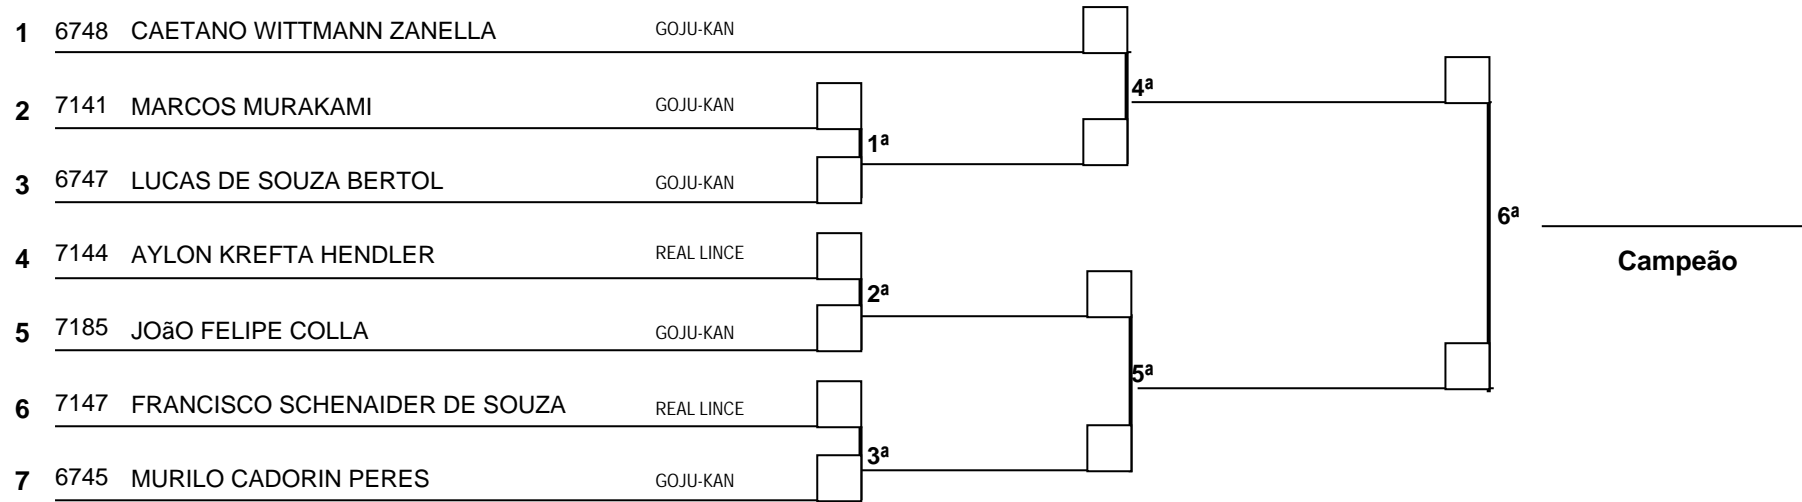 1 6748 CAETANO WITTMANN ZANELLA GOJU-KAN
4ª
2 7141 MARCOS MURAKAMI GOJU-KAN
1ª
3 6747 LUCAS DE SOUZA BERTOL GOJU-KAN
6ª
4 7144 AYLON KREFTA HENDLER REAL LINCE
Campeão
2ª
5 7185 JOãO FELIPE COLLA GOJU-KAN
5ª
6 7147 FRANCISCO SCHENAIDER DE SOUZA REAL LINCE
3ª
7 6745 MURILO CADORIN PERES GOJU-KAN